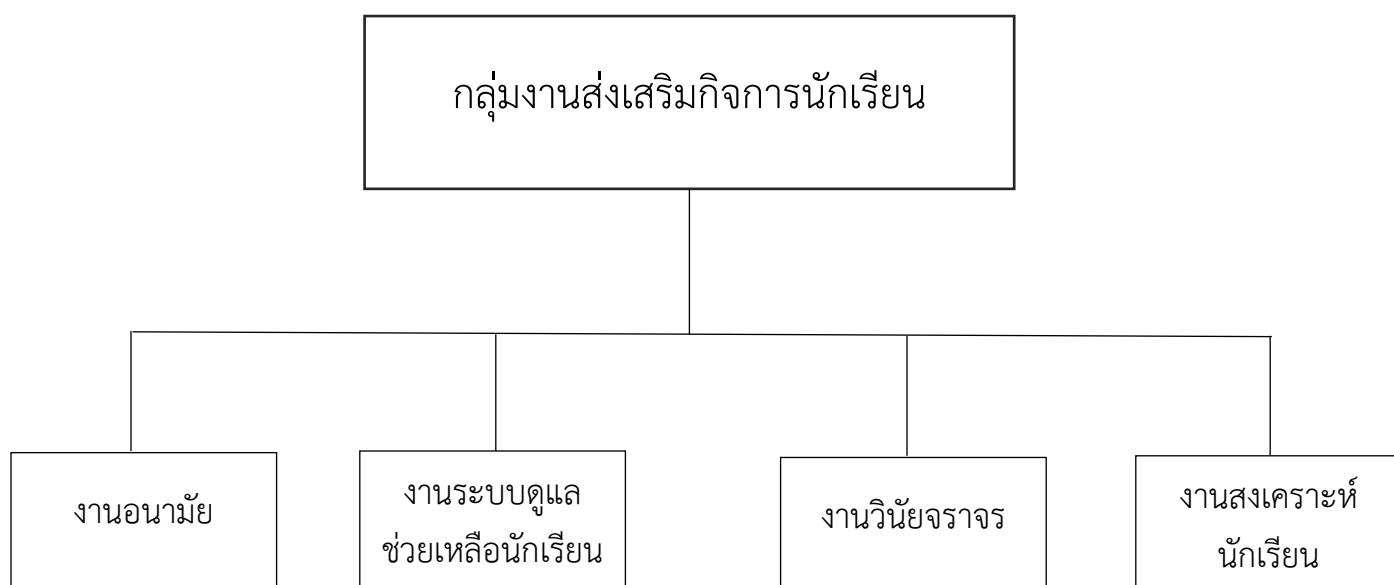 กลุ่มงานส่งเสริมกิจการนักเรียน
งานอนามัย
งานระบบดูแล
ช่วยเหลือนักเรียน
งานวินัยจราจร
งานสงเคราะห์
นักเรียน